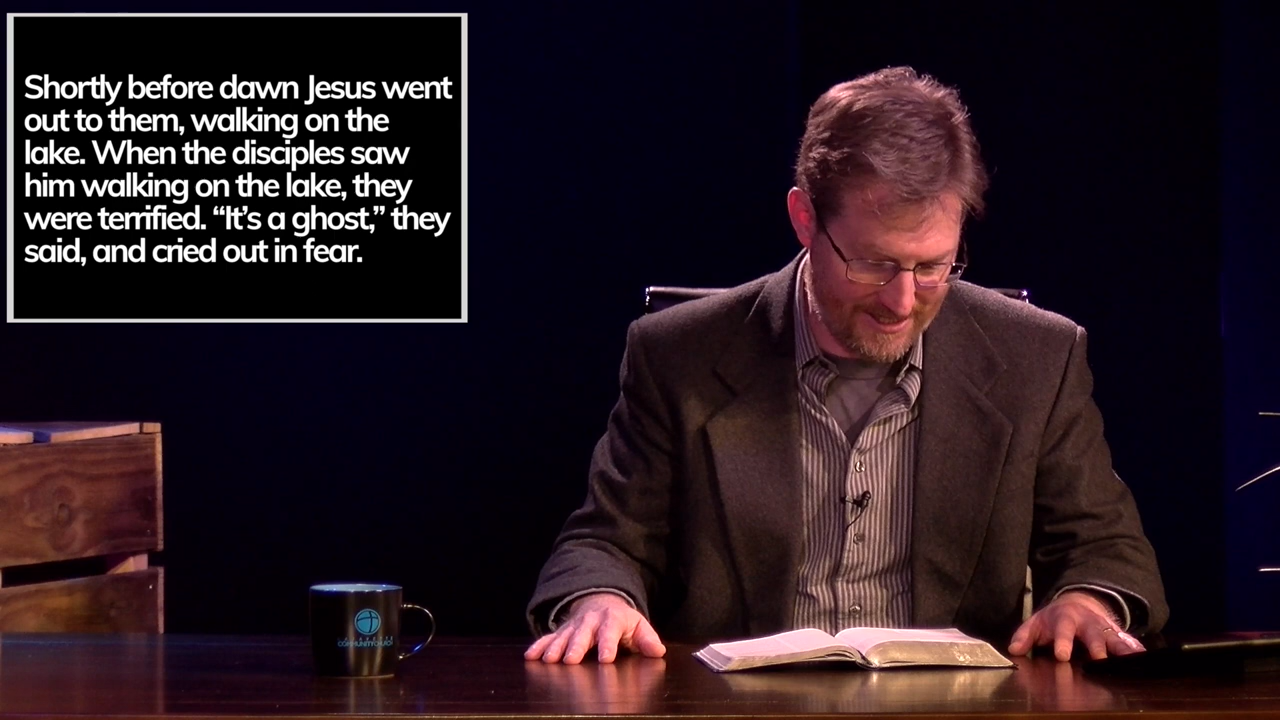 Shortly before dawn Jesus went
out to them, walking on the
lake. When the disciples saw
him walking on the lake, they
were terrified. “It’s a ghost,” they
said, and cried out in fear.